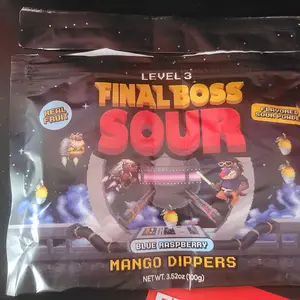 LEVEL 3
FINAL BOSS
SOUR
REAL
FRUIT
FLAVORED
SOUR POWDER
BLUE RASPBERRY
MANGO DIPPERS
NET WT. 3.52oz (100g)